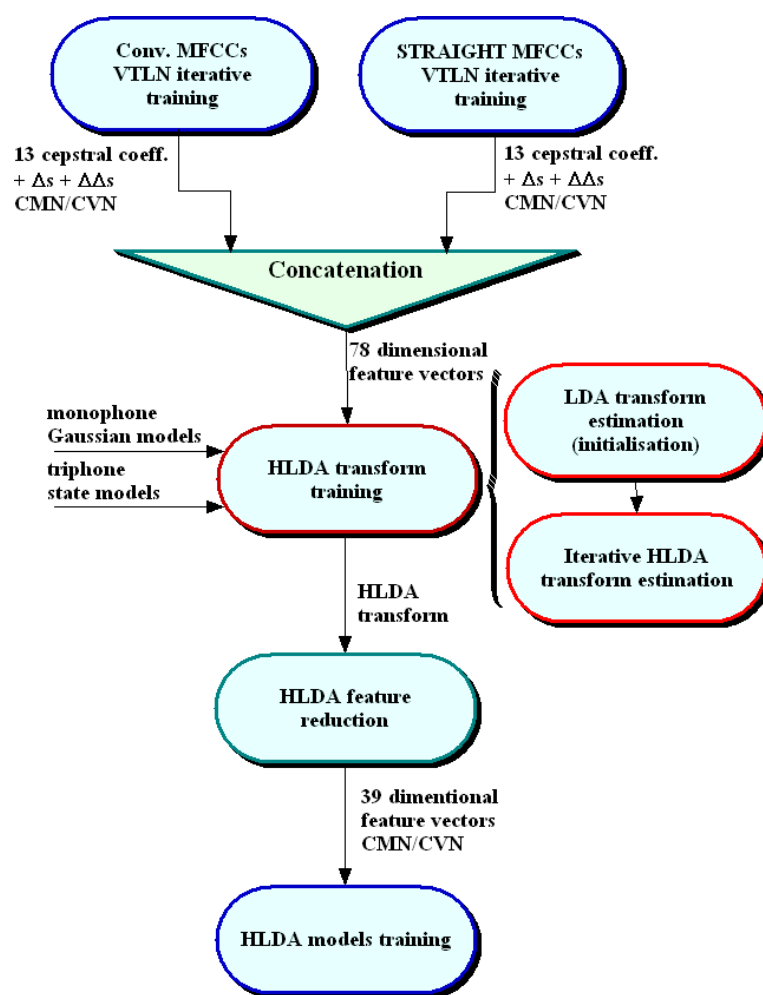 Conv. MFCCs
VTLN iterative
training
STRAIGHT MFCCs
VTLN iterative
training
13 cepstral coeff.
+ Δs + ΔΔs
CMN/CVN
13 cepstral coeff.
+ Δs + ΔΔs
CMN/CVN
Concatenation
78 dimensional
feature vectors
monophone
Gaussian models
triphone
state models
HLDA transform
training
LDA transform
estimation
(initialisation)
Iterative HLDA
transform estimation
HLDA
transform
HLDA feature
reduction
39 dimentional
feature vectors
CMN/CVN
HLDA models training